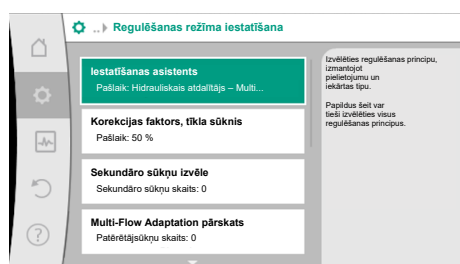 .. Regulēšanas režīma iestatīšana
Iestatīšanas asistents
Pašlaik: Hidrauliskais atdalītājs – Multi...
Korekcijas faktors, tīkla sūknis
Pašlaik: 50 %
Sekundāro sūkņu izvēle
Sekundāro sūkņu skaits: 0
Multi-Flow Adaptation pārskats
Patērētājsūkņu skaits: 0
Izvēlēties regulēšanas principu,
izmantojot
pielietojumu un
iekārtas tipu.
Papildus šeit var
tieši izvēlēties visus
regulēšanas principus.